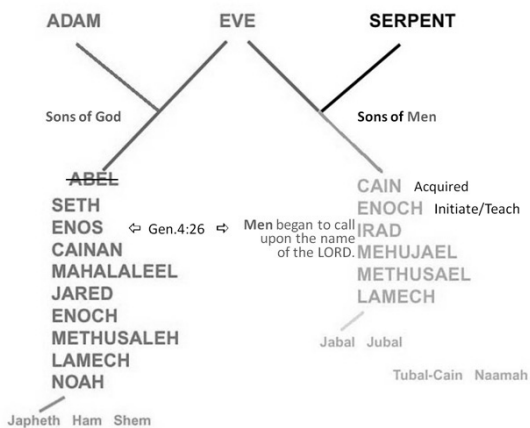 ADAM EVE SERPENT
Sons of God Sons of Men
ABEL
SETH
ENOS
CAINAN
MAHALALEEL
JARED
ENOCH
METHUSALEH
LAMECH
NOAH
Japheth Ham Shem
⇦ Gen.4:26 ⇨
Men began to call
upon the name
of the LORD.
CAIN Acquired
ENOCH Initiate/Teach
IRAD
MEHUJAEL
METHUSAEL
LAMECH
Jabal Jubal
Tubal-Cain Naamah